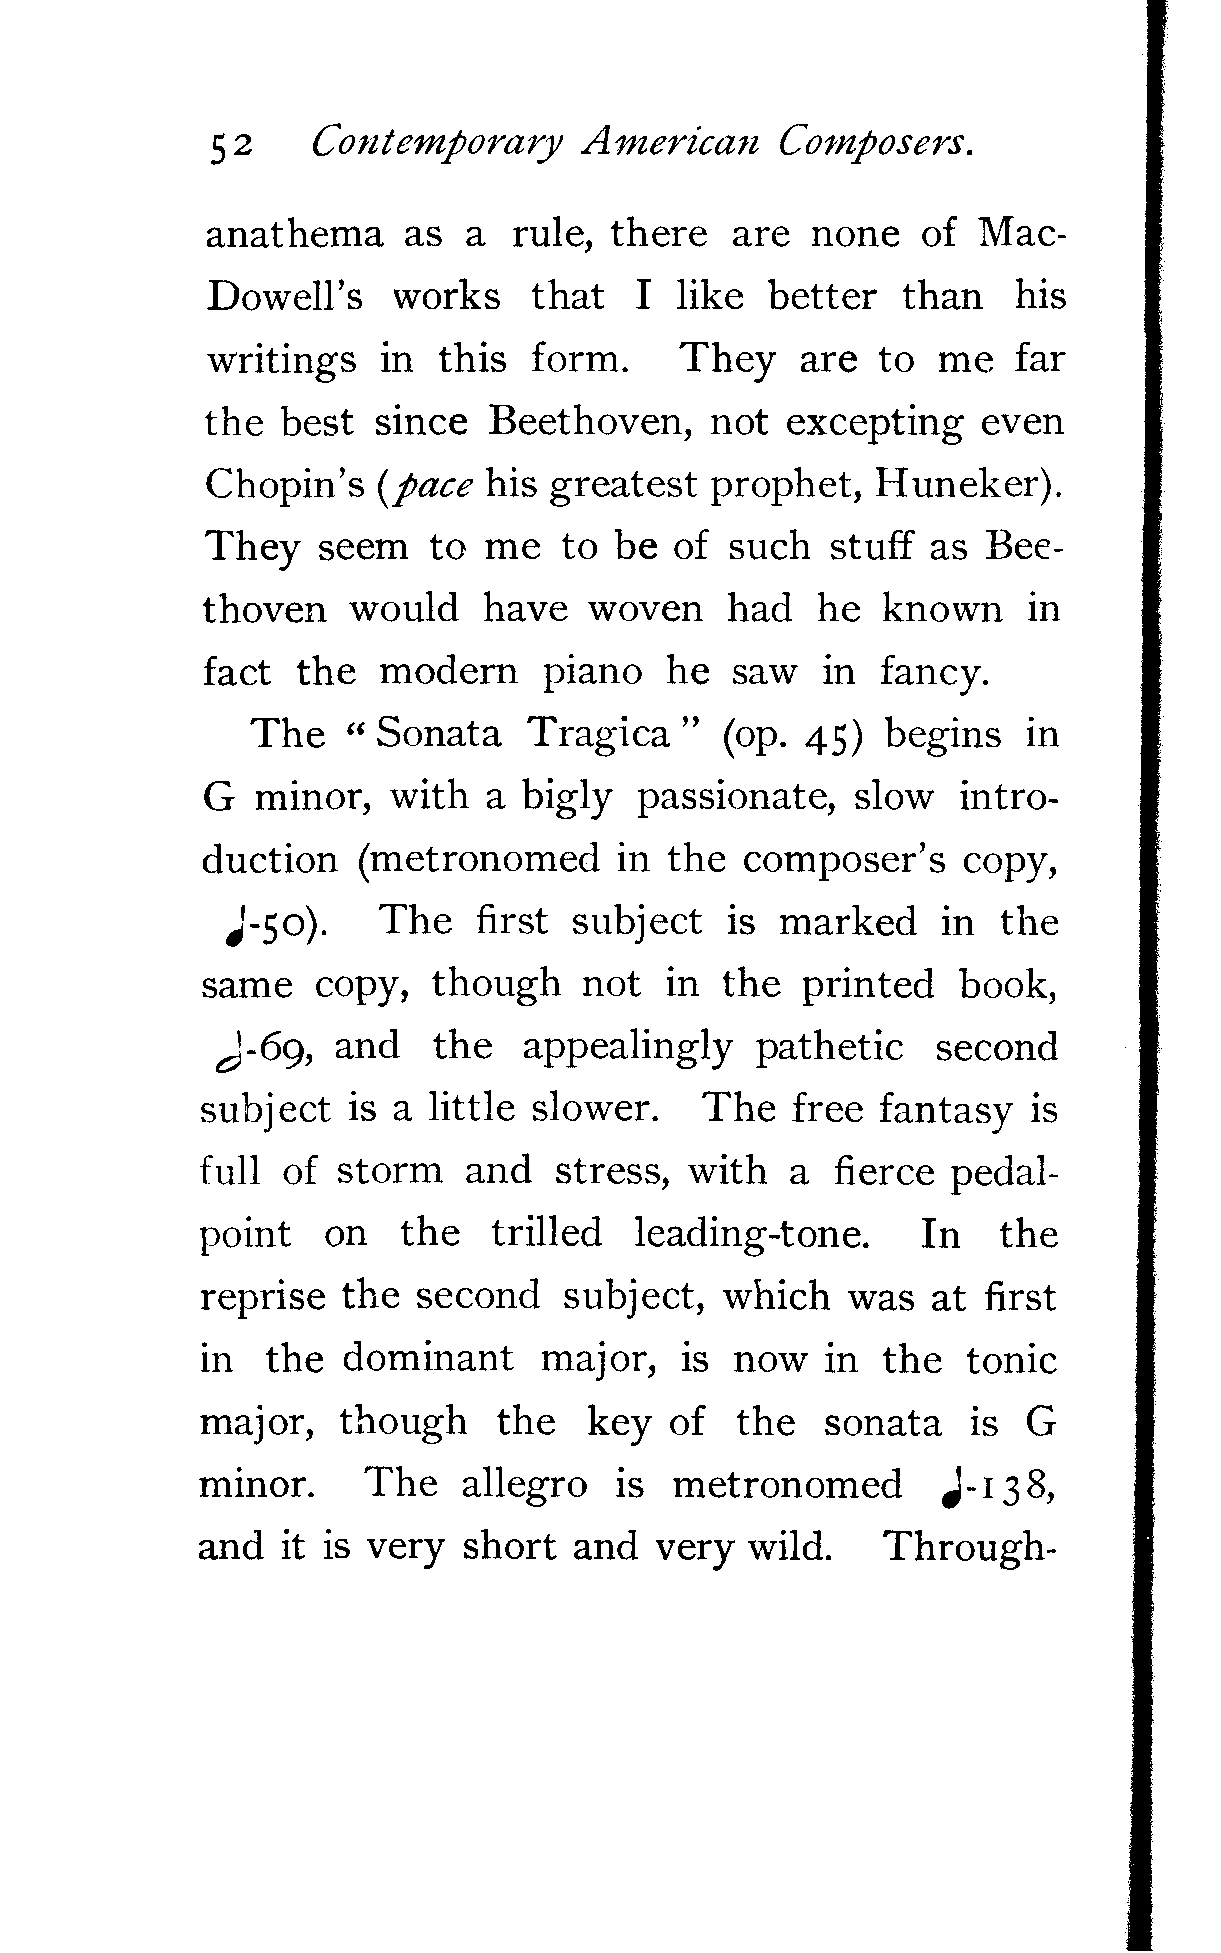 52 Contemporary American Composers.
anathema as a rule, there are none of Mac-
Dowell's works that I like better than his
writings in this form. They are to me far
the best since Beethoven, not excepting even
Chopin's (pace his greatest prophet, Huneker).
They seem to me to be of such stuff as Bee-
thoven would have woven had he known in
fact the modern piano he saw in fancy.
The “Sonata Tragica” (op. 45) begins in
G minor, with a bigly passionate, slow intro-
duction (metronomed in the composer's copy,
♩-50). The first subject is marked in the
same copy, though not in the printed book,
𝅗𝅥-69, and the appealingly pathetic second
subject is a little slower. The free fantasy is
full of storm and stress, with a fierce pedal-
point on the trilled leading-tone. In the
reprise the second subject, which was at first
in the dominant major, is now in the tonic
major, though the key of the sonata is G
minor. The allegro is metronomed ♩-138,
and it is very short and very wild. Through-